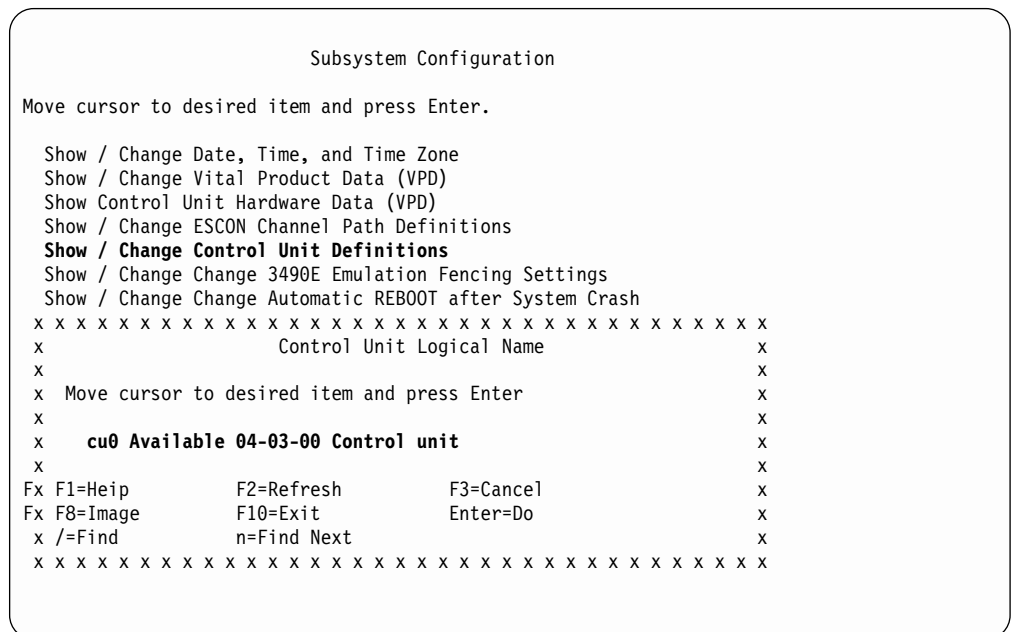 Subsystem Configuration
Move cursor to desired item and press Enter.
Show / Change Date, Time, and Time Zone
Show / Change Vital Product Data (VPD)
Show Control Unit Hardware Data (VPD)
Show / Change ESCON Channel Path Definitions
Show / Change Control Unit Definitions
Show / Change Change 3490E Emulation Fencing Settings
Show / Change Change Automatic REBOOT after System Crash
x x x x x x x x x x x x x x x x x x x x x x x x x x x x x x x x x x x
x Control Unit Logical Name x
x x
x Move cursor to desired item and press Enter x
x x
x cu0 Available 04-03-00 Control unit x
x x
Fx F1=Heip F2=Refresh F3=Cancel x
Fx F8=Image F10=Exit Enter=Do x
x /=Find n=Find Next x
x x x x x x x x x x x x x x x x x x x x x x x x x x x x x x x x x x x